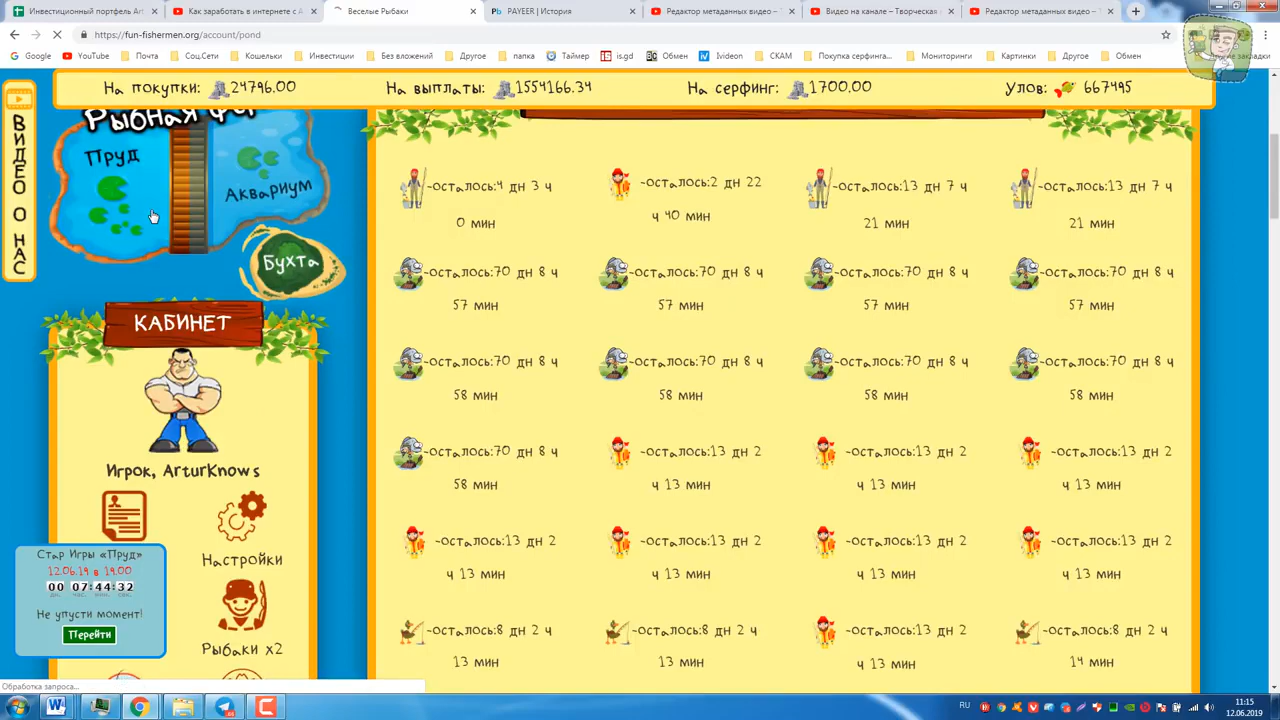 Инвестиционный портфель Art
Как заработать в интернете с А
Веселые Рыбаки
PAYEER | История
Редактор метаданных видео –
Видео на канале – Творческая
Редактор метаданных видео –
https://fun-fishermen.org/account/pond
Google YouTube Почта Соц.Сети Кошельки Инвестиции Без вложений Другое папка Таймер is.gd Обмен Ividéon СКАМ Покупка серфинга... Мониторинги Картинки Другое Обмен закладки
На покупки: 24796.00 На выплаты: 1554166.34 На серфинг: 1700.00 Улов: 667495
ВИДЕО О НАС
Рыбная
Пруд
Аквариум
Бухта
КАБИНЕТ
Игрок, ArturKnows
Настройки
Рыбаки x2
Стар Игры «Пруд»
12.06.19 в 19.00
00 07:44:32
дн. час. мин. сек.
Не упусти момент!
Перейти
-осталось:4 дн 3 ч
0 мин
-осталось:2 дн 22
ч 40 мин
-осталось:13 дн 7 ч
21 мин
-осталось:13 дн 7 ч
21 мин
-осталось:70 дн 8 ч
57 мин
-осталось:70 дн 8 ч
57 мин
-осталось:70 дн 8 ч
57 мин
-осталось:70 дн 8 ч
57 мин
-осталось:70 дн 8 ч
58 мин
-осталось:70 дн 8 ч
58 мин
-осталось:70 дн 8 ч
58 мин
-осталось:70 дн 8 ч
58 мин
-осталось:70 дн 8 ч
58 мин
-осталось:13 дн 2
ч 13 мин
-осталось:13 дн 2
ч 13 мин
-осталось:13 дн 2
ч 13 мин
-осталось:13 дн 2
ч 13 мин
-осталось:13 дн 2
ч 13 мин
-осталось:13 дн 2
ч 13 мин
-осталось:13 дн 2
ч 13 мин
-осталось:8 дн 2 ч
13 мин
-осталось:8 дн 2 ч
13 мин
-осталось:13 дн 2
ч 13 мин
-осталось:8 дн 2 ч
14 мин
Обработка запроса...
RU
11:15
12.06.2019